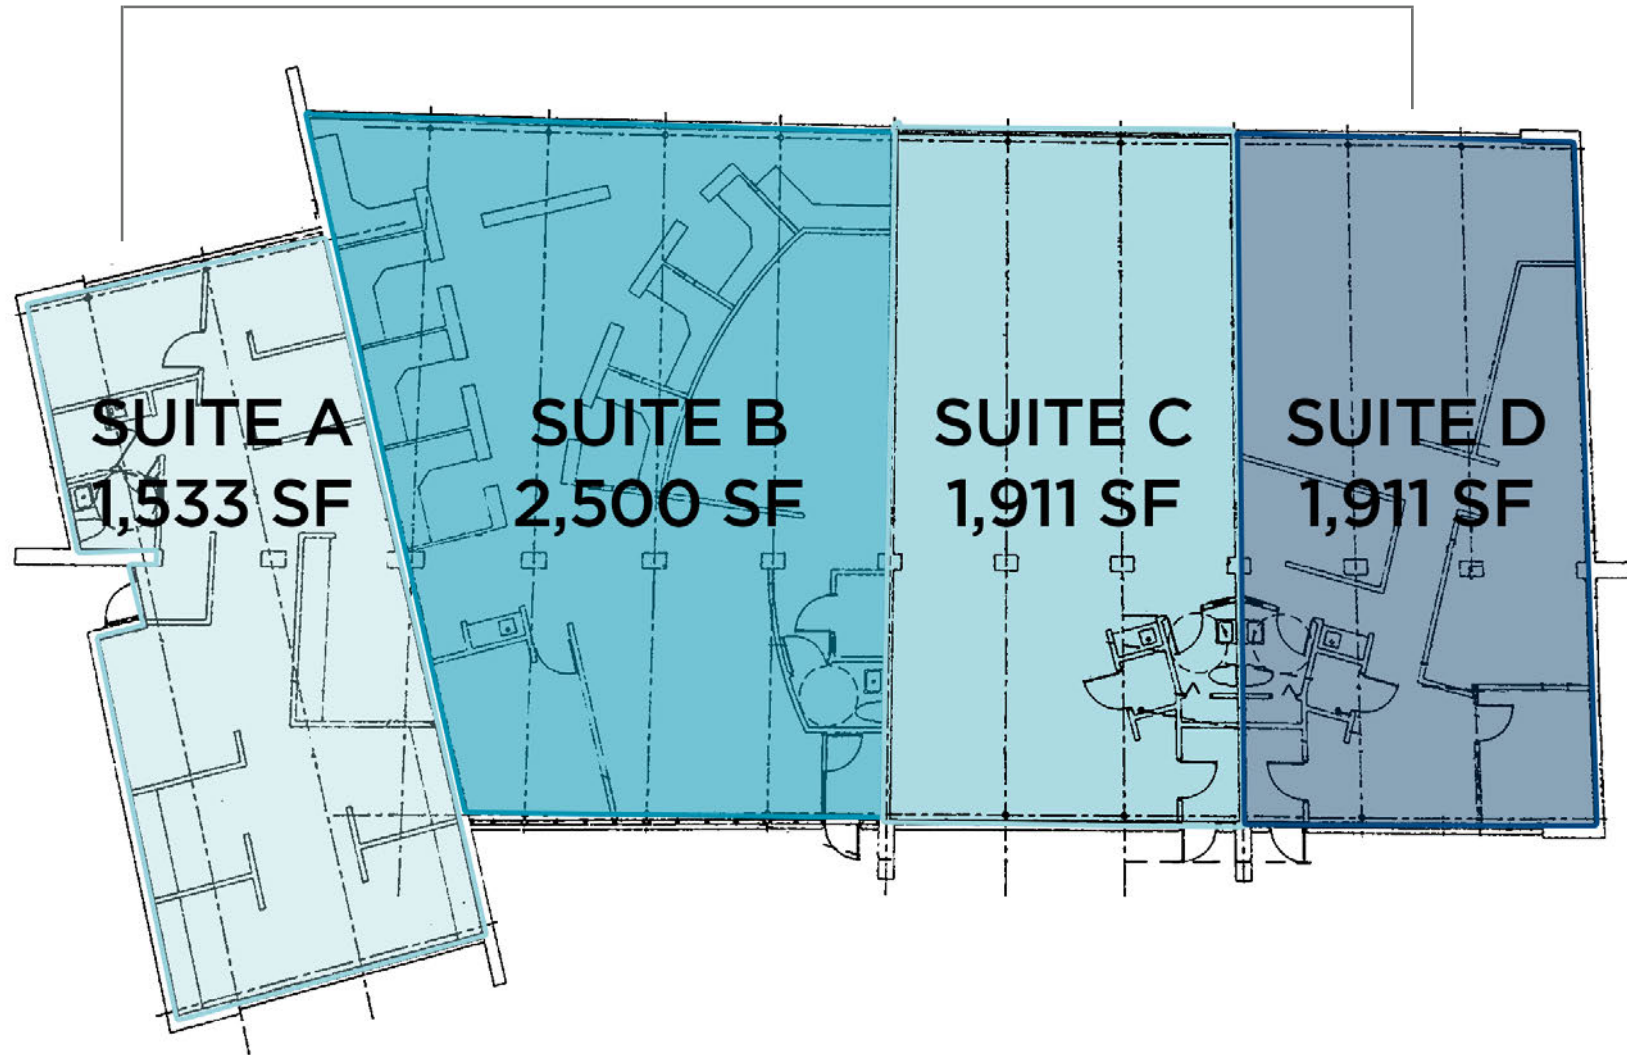 SUITE A
1,533 SF
SUITE B
2,500 SF
SUITE C
1,911 SF
SUITE D
1,911 SF